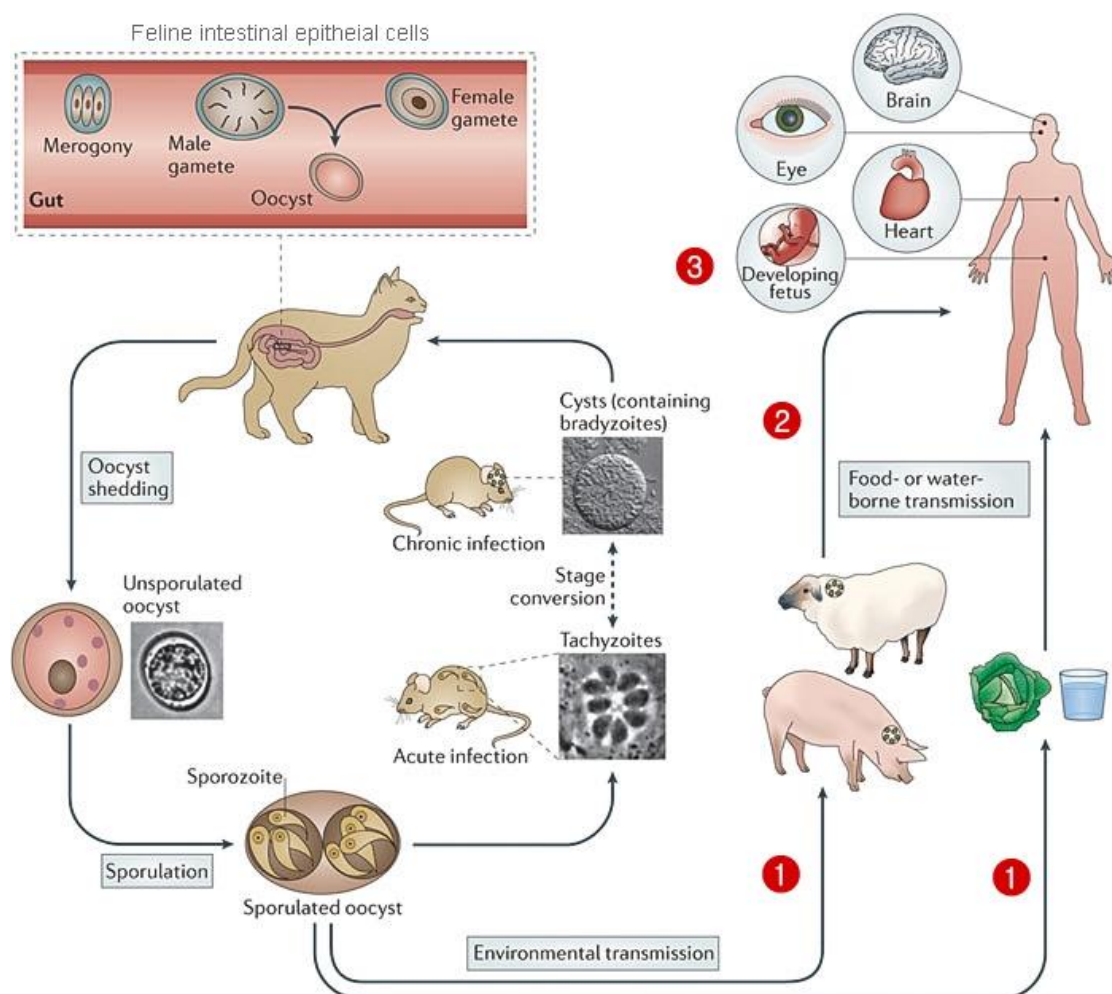 Feline intestinal epitheial cells
Merogony
Male
gamete
Female
gamete
Oocyst
Gut
Brain
Eye
Heart
3
Developing
fetus
Cysts (containing
bradyzoites)
2
Oocyst
shedding
Food- or water-
borne transmission
Chronic infection
Unsporulated
oocyst
Stage
conversion
Tachyzoites
Acute infection
Sporozoite
Sporulation
1
1
Sporulated oocyst
Environmental transmission